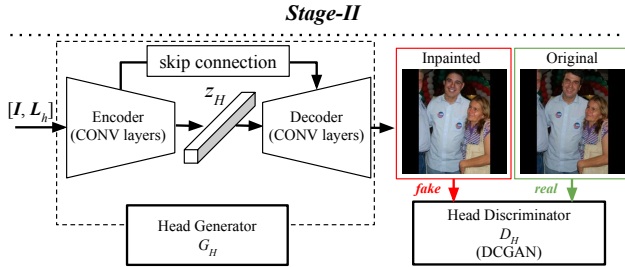 Stage-II
skip connection
[I, L_h]
Encoder
(CONV layers)
z_H
Decoder
(CONV layers)
Inpainted
Original
fake
real
Head Generator
G_H
Head Discriminator
D_H
(DCGAN)